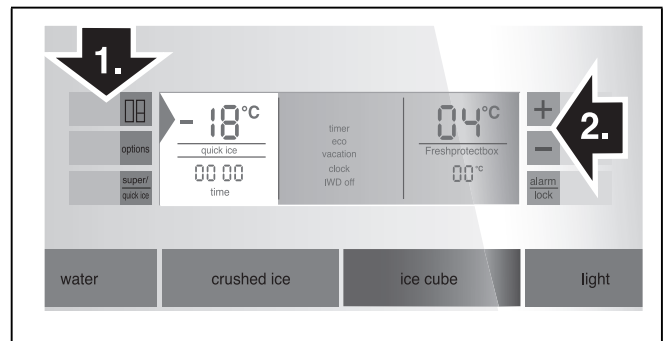 1.
- 18°C
quick ice
00 00
time
timer
eco
vacation
clock
IWD off
04°C
Freshprotectbox
00°C
options
super/
quick ice
+
-
alarm
lock
2.
water
crushed ice
ice cube
light